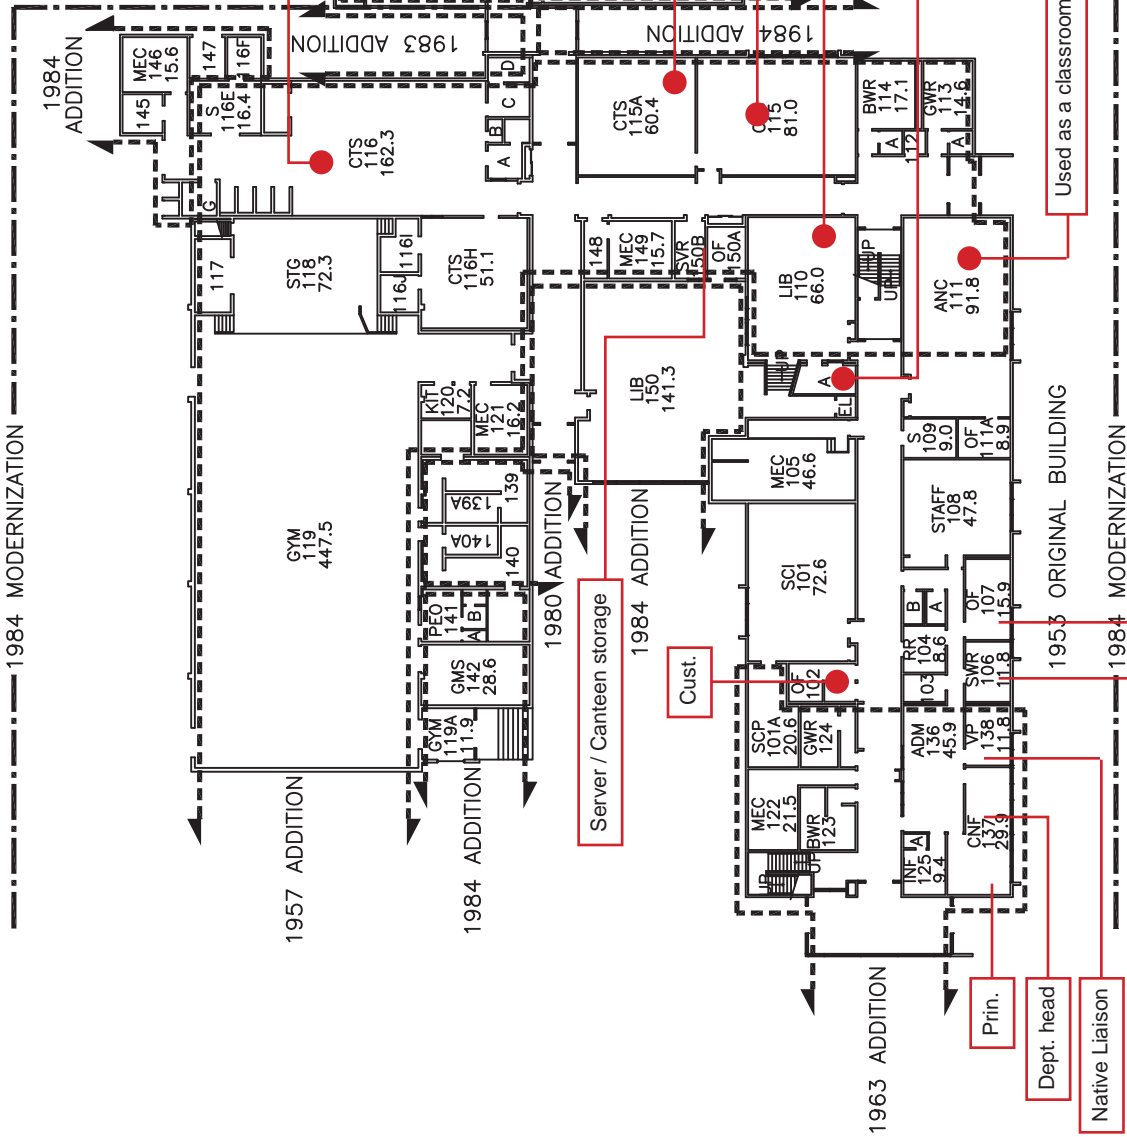 1984 MODERNIZATION
1984
ADDITION
MEC
146
15.6
145
147
116F
S
116E
16.4
1983 ADDITION
1984 ADDITION
CTS
116
162.3
A
B
C
D
G
CTS
115A
60.4
115
81.0
BWR
114
17.1
GWR
113
14.6
A
112
A
Used as a classroom
117
STG
118
72.3
116I
116J
CTS
116H
51.1
148
MEC
149
15.7
SVR
150B
OF
150A
LIB
110
66.0
UP
UP
ANC
111
91.8
GYM
119
447.5
KIT
120
7.2
MEC
121
16.2
LIB
150
141.3
UP
A
EL
S
109
9.0
OF
111A
8.9
139
139A
140A
140
1980 ADDITION
1984 ADDITION
MEC
105
46.6
STAFF
108
47.8
1953 ORIGINAL BUILDING
1984 MODERNIZATION
PEO
141
A
B
GMS
142
28.6
GYM
119A
11.9
Server / Canteen storage
SCI
101
72.6
B
A
OF
107
15.9
RR
104
8.6
103
SWR
106
11.8
Cust.
OF
102
SCP
101A
20.6
GWR
124
ADM
136
45.9
VP
138
11.8
MEC
122
21.5
BWR
123
UP
UP
INF
125
9.4
A
CNF
137
29.9
1957 ADDITION
1984 ADDITION
1963 ADDITION
Prin.
Dept. head
Native Liaison